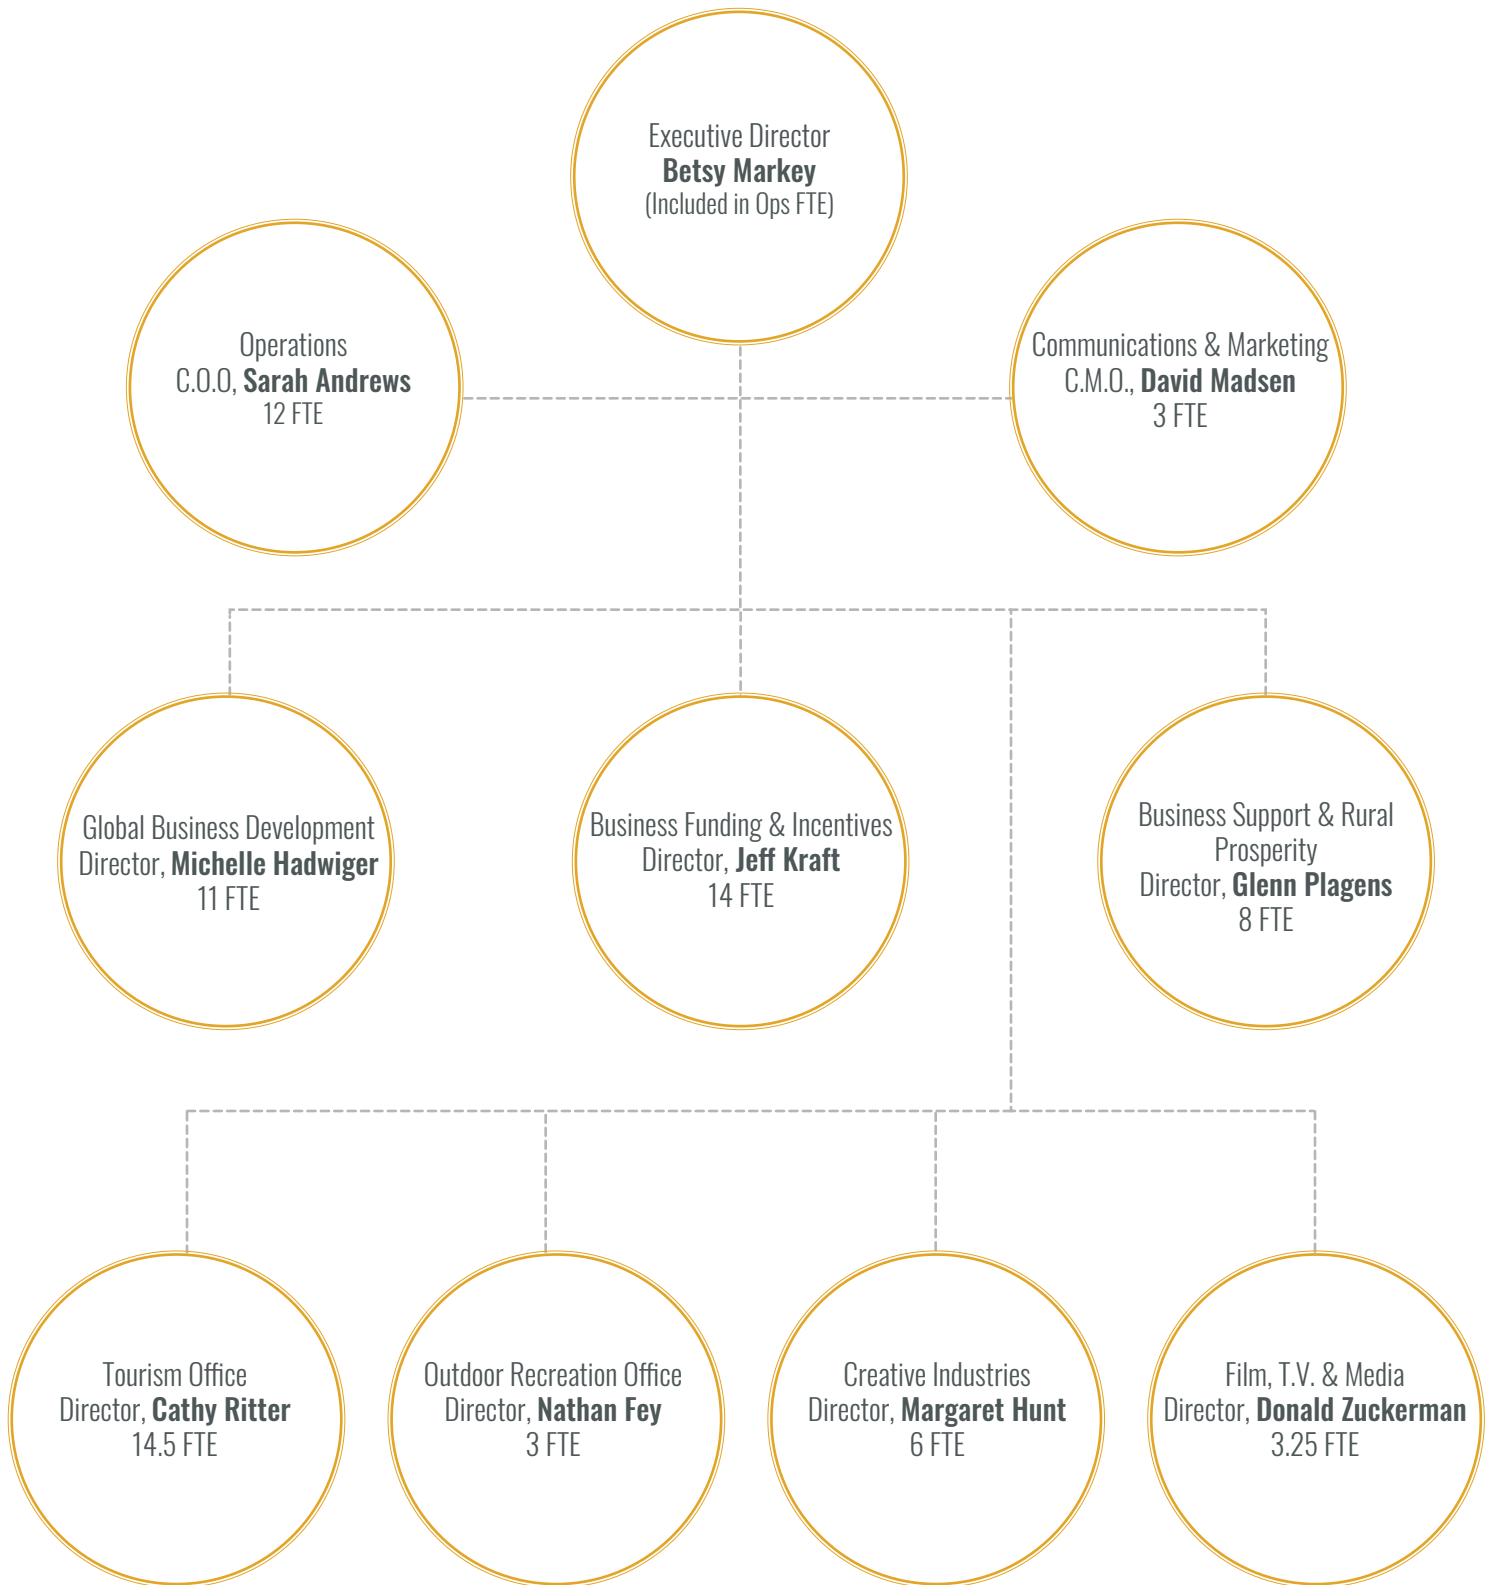 Executive Director
Betsy Markey
(Included in Ops FTE)
Operations
C.O.O, Sarah Andrews
12 FTE
Communications & Marketing
C.M.O., David Madsen
3 FTE
Global Business Development
Director, Michelle Hadwiger
11 FTE
Business Funding & Incentives
Director, Jeff Kraft
14 FTE
Business Support & Rural
Prosperity
Director, Glenn Plagens
8 FTE
Tourism Office
Director, Cathy Ritter
14.5 FTE
Outdoor Recreation Office
Director, Nathan Fey
3 FTE
Creative Industries
Director, Margaret Hunt
6 FTE
Film, T.V. & Media
Director, Donald Zuckerman
3.25 FTE